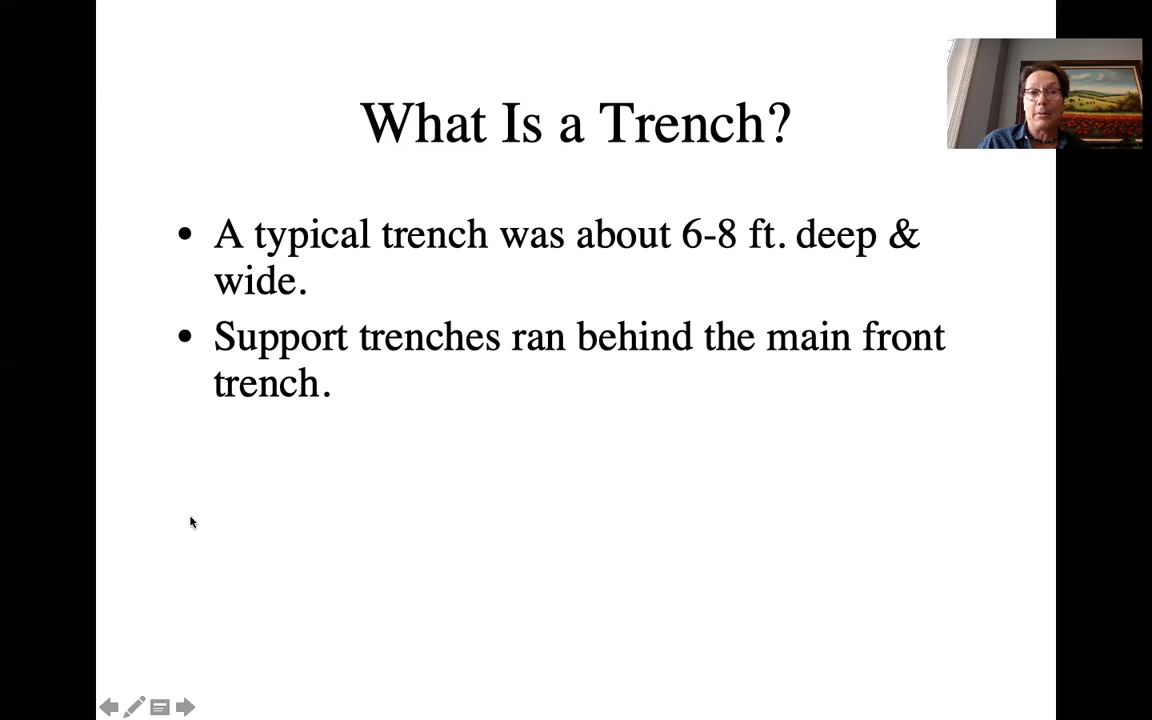 What Is a Trench?
• A typical trench was about 6-8 ft. deep &
wide.
• Support trenches ran behind the main front
trench.